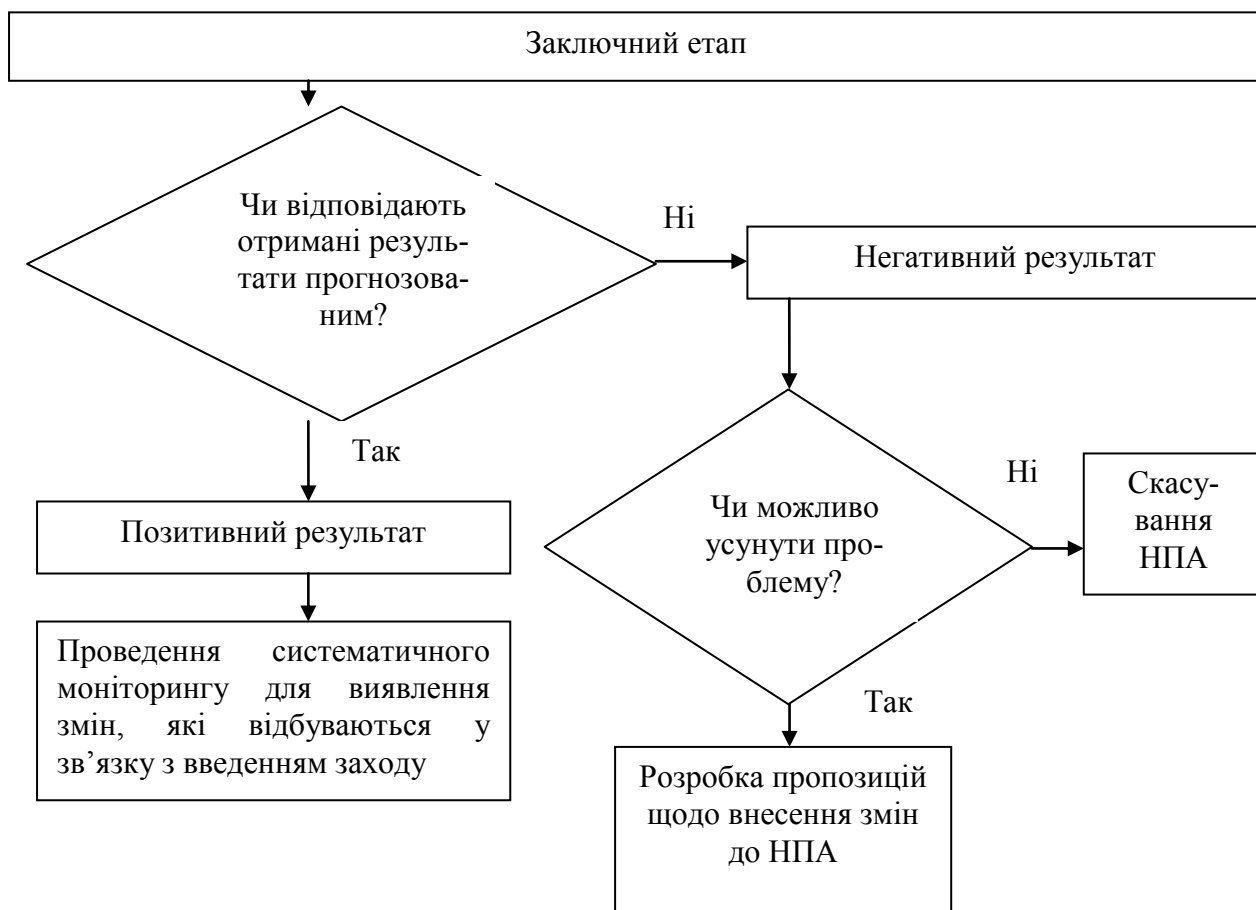 Заключний етап
Чи відповідають
отримані резуль-
тати прогнозова-
ним?
Ні
Негативний результат
Так
Позитивний результат
Проведення систематичного
моніторингу для виявлення
змін, які відбуваються у
зв’язку з введенням заходу
Чи можливо
усунути про-
блему?
Ні
Скасу-
вання
НПА
Так
Розробка пропозицій
щодо внесення змін
до НПА